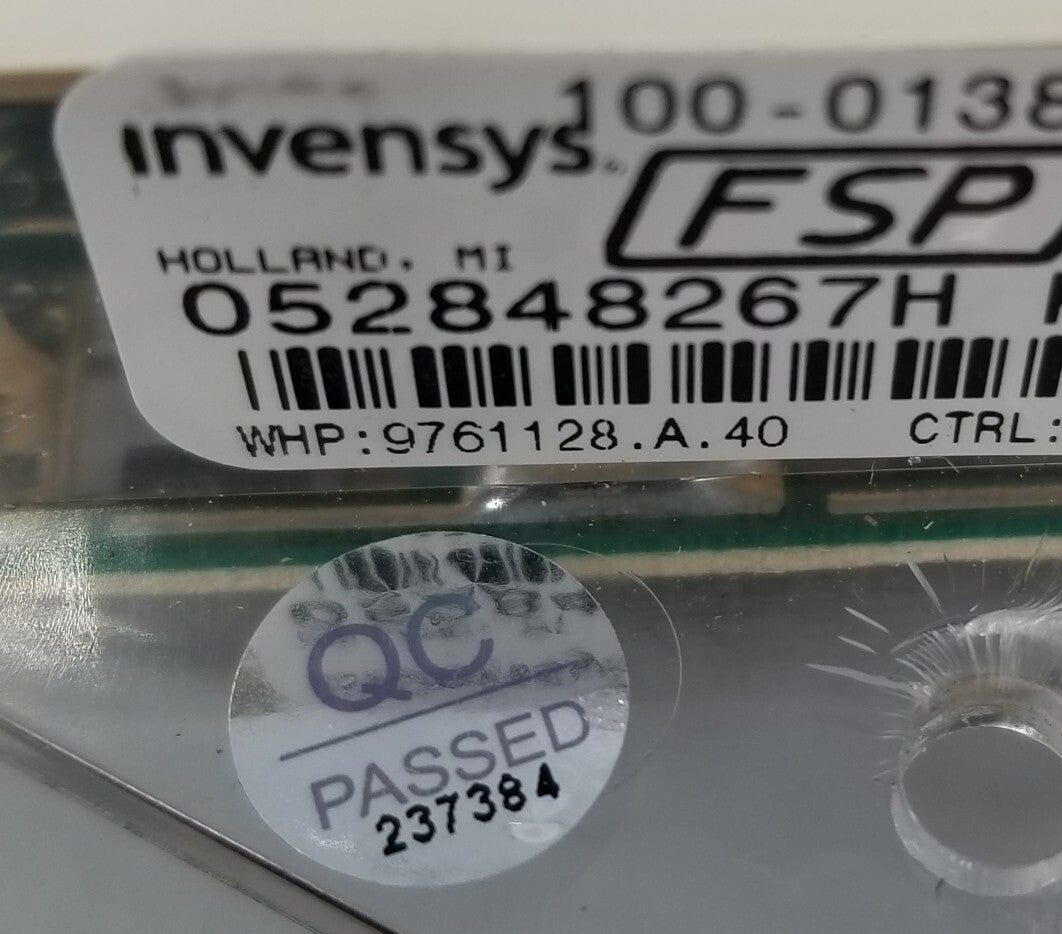 100-0138
invensys
FSP
HOLLAND, MI
052848267H
WHP:9761128.A.40 CTRL:
QC
PASSED
237384